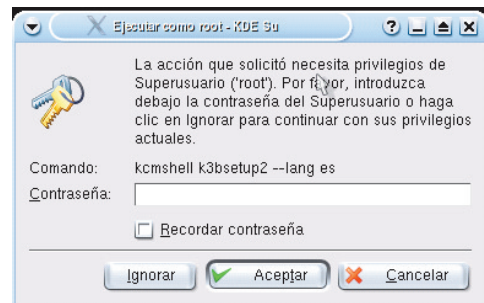 Ejecutar como root - KDE Su
La acción que solicitó necesita privilegios de
Superusuario ('root'). Por favor, introduzca
debajo la contraseña del Superusuario o haga
clic en Ignorar para continuar con sus privilegios
actuales.
Comando: kcmshell k3bsetup2 --lang es
Contraseña:
Recordar contraseña
Ignorar Aceptar Cancelar